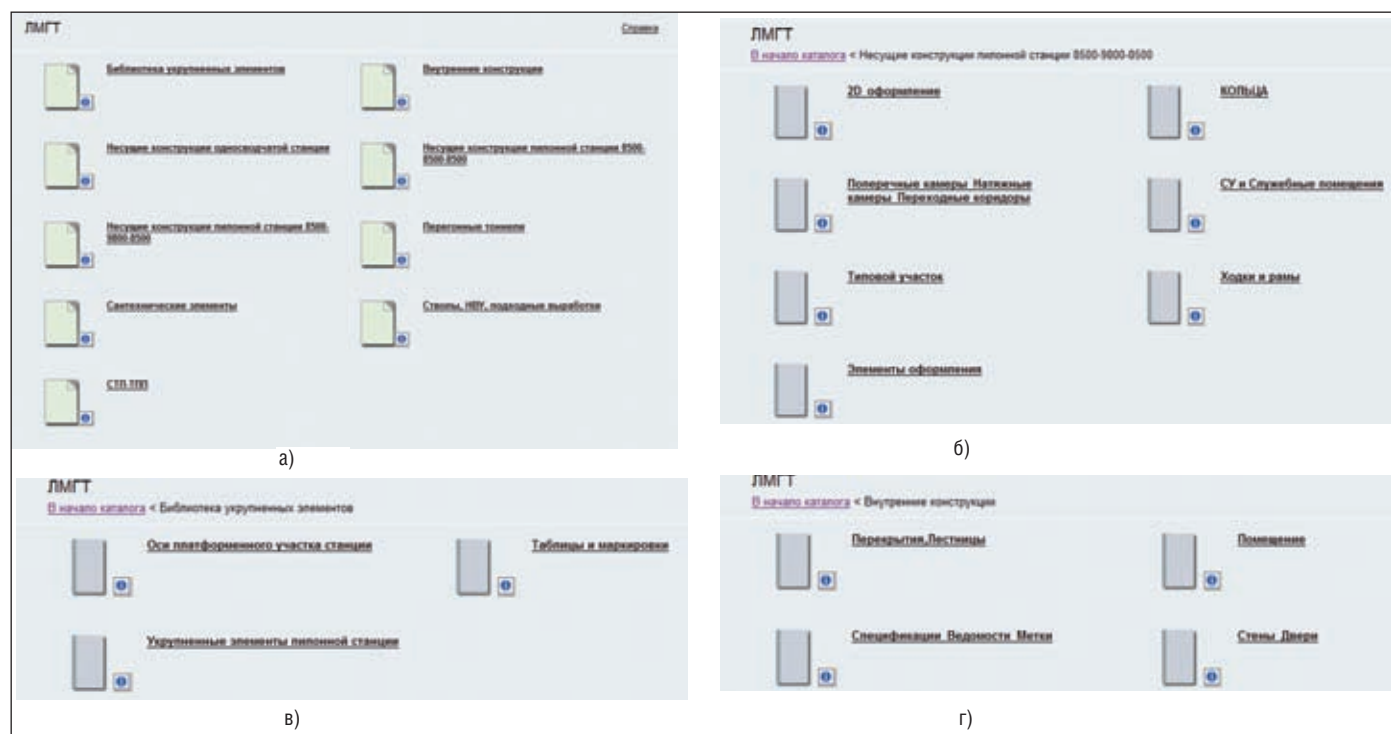 ЛМГТ
Справка
Библиотека укрупненных элементов
Внутренние конструкции
Несущие конструкции односводчатой станции
Несущие конструкции пилонной станции 8500-
8500-8500
Несущие конструкции пилонной станции 8500-
9800-8500
Перегонные тоннели
Сантехнические элементы
Стволы, НВУ, подходные выработки
СТП-ТПП
а)
ЛМГТ
В начало каталога < Несущие конструкции пилонной станции 8500-9800-8500
2D оформление
КОЛЬЦА
Поперечные камеры Натяжные
камеры Переходные коридоры
СУ и Служебные помещения
Типовой участок
Ходки и рамы
Элементы оформления
б)
ЛМГТ
В начало каталога < Библиотека укрупненных элементов
Оси платформенного участка станции
Таблицы и маркировки
Укрупненные элементы пилонной станции
в)
ЛМГТ
В начало каталога < Внутренние конструкции
Перекрытия,Лестницы
Помещение
Спецификации Ведомости Метки
Стены Двери
г)